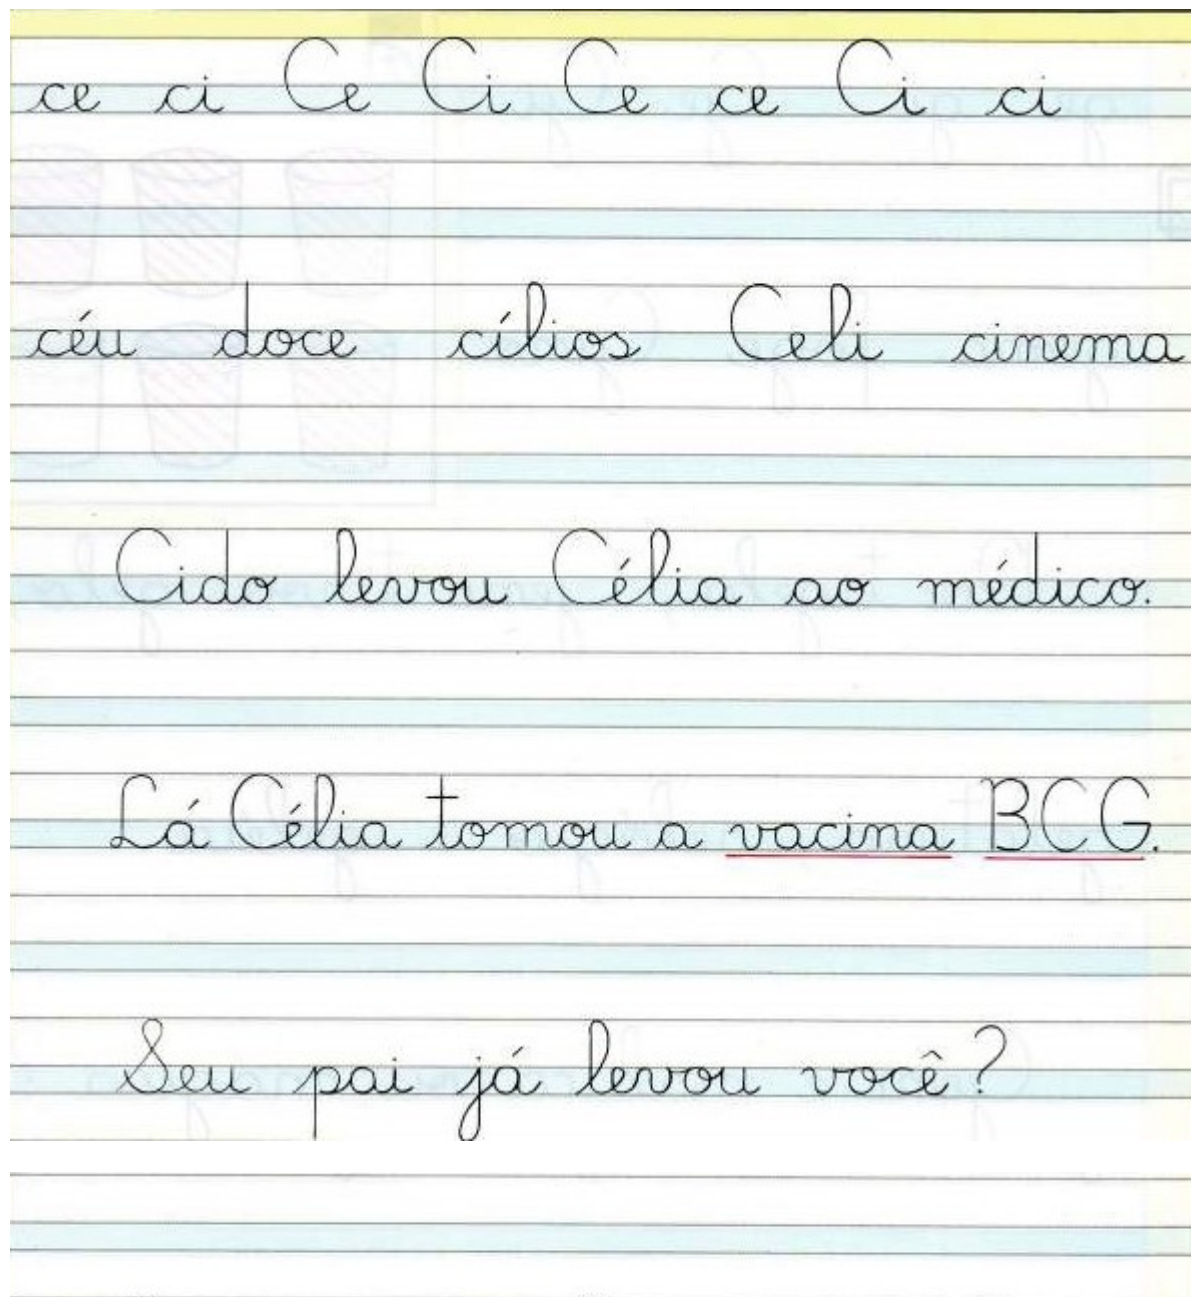 ce ci Ce Ci Ce ce Ci ci
céu doce cílios Celi cinema
Cido levou Célia ao médico.
Lá Célia tomou a vacina BCG.
Seu pai já levou você?